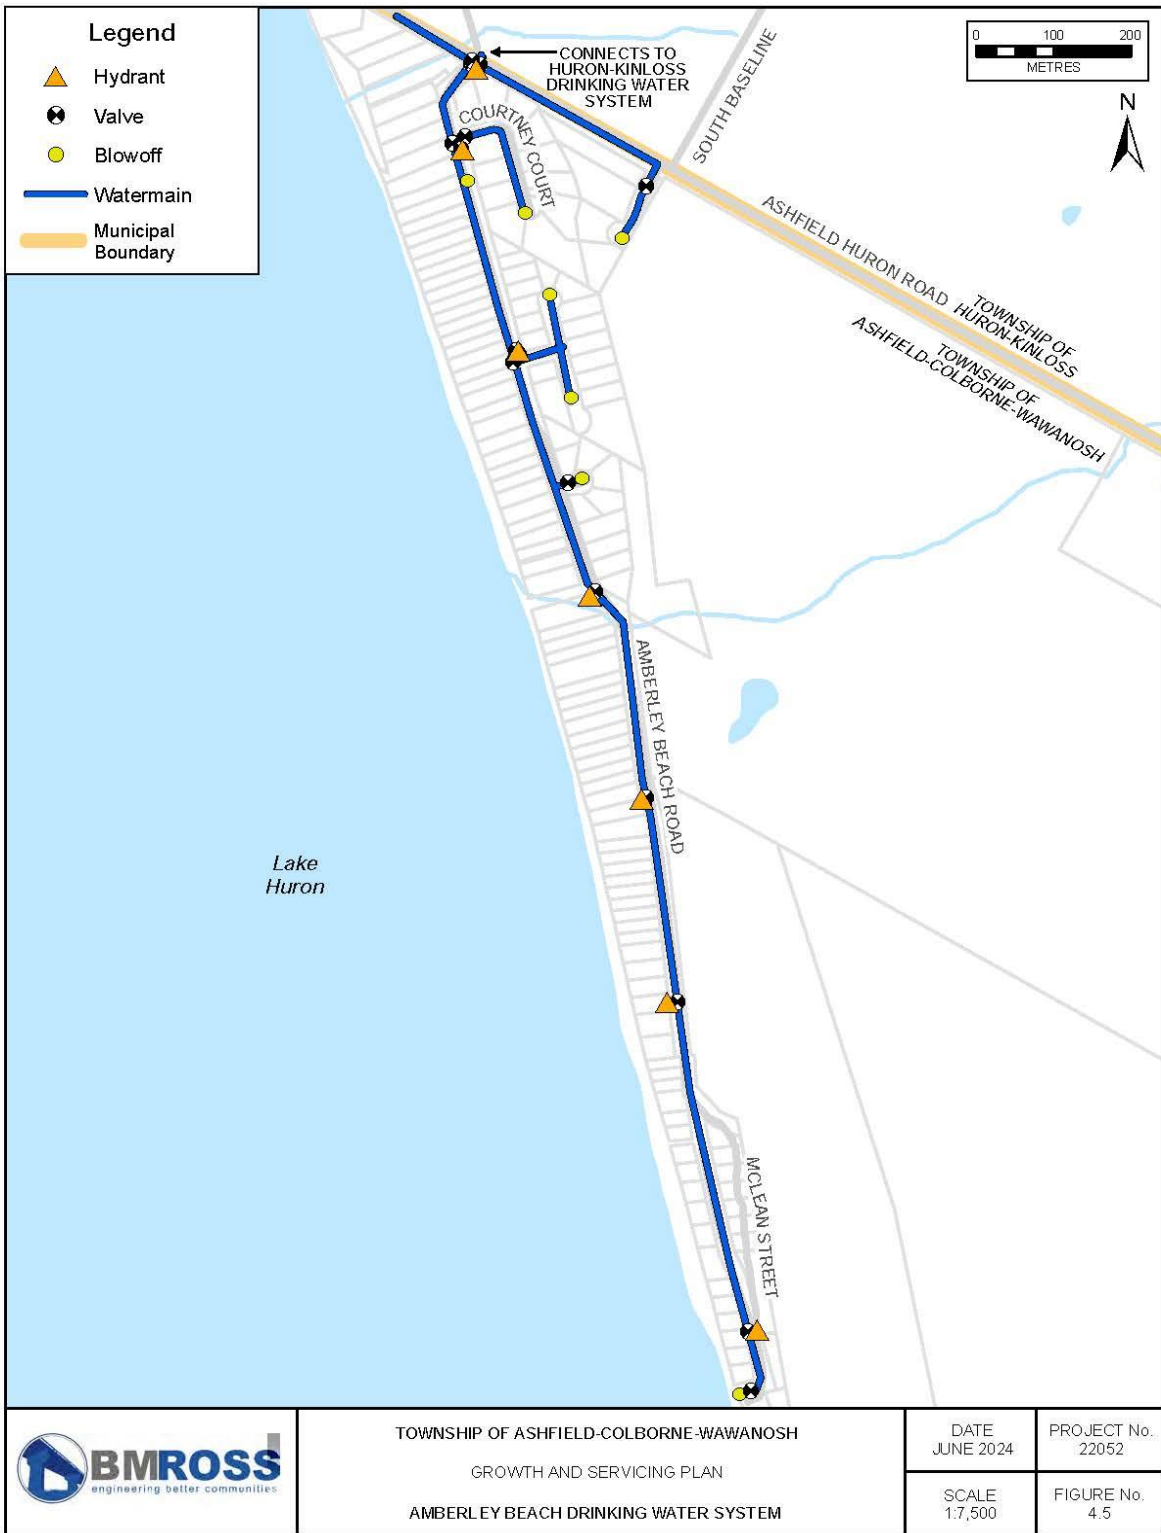 Legend
Hydrant
Valve
Blowoff
Watermain
Municipal
Boundary
0 100 200
METRES
N
CONNECTS TO
HURON-KINLOSS
DRINKING WATER
SYSTEM
SOUTH BASELINE
COURTNEY COURT
ASHFIELD HURON ROAD
TOWNSHIP OF
HURON-KINLOSS
TOWNSHIP OF
ASHFIELD-COLBORNE-WAWANOSH
AMBERLEY BEACH ROAD
Lake
Huron
MCLEAN STREET
BMROSS
engineering better communities
TOWNSHIP OF ASHFIELD-COLBORNE-WAWANOSH
GROWTH AND SERVICING PLAN
AMBERLEY BEACH DRINKING WATER SYSTEM
DATE
JUNE 2024
PROJECT No.
22052
SCALE
1:7,500
FIGURE No.
4.5